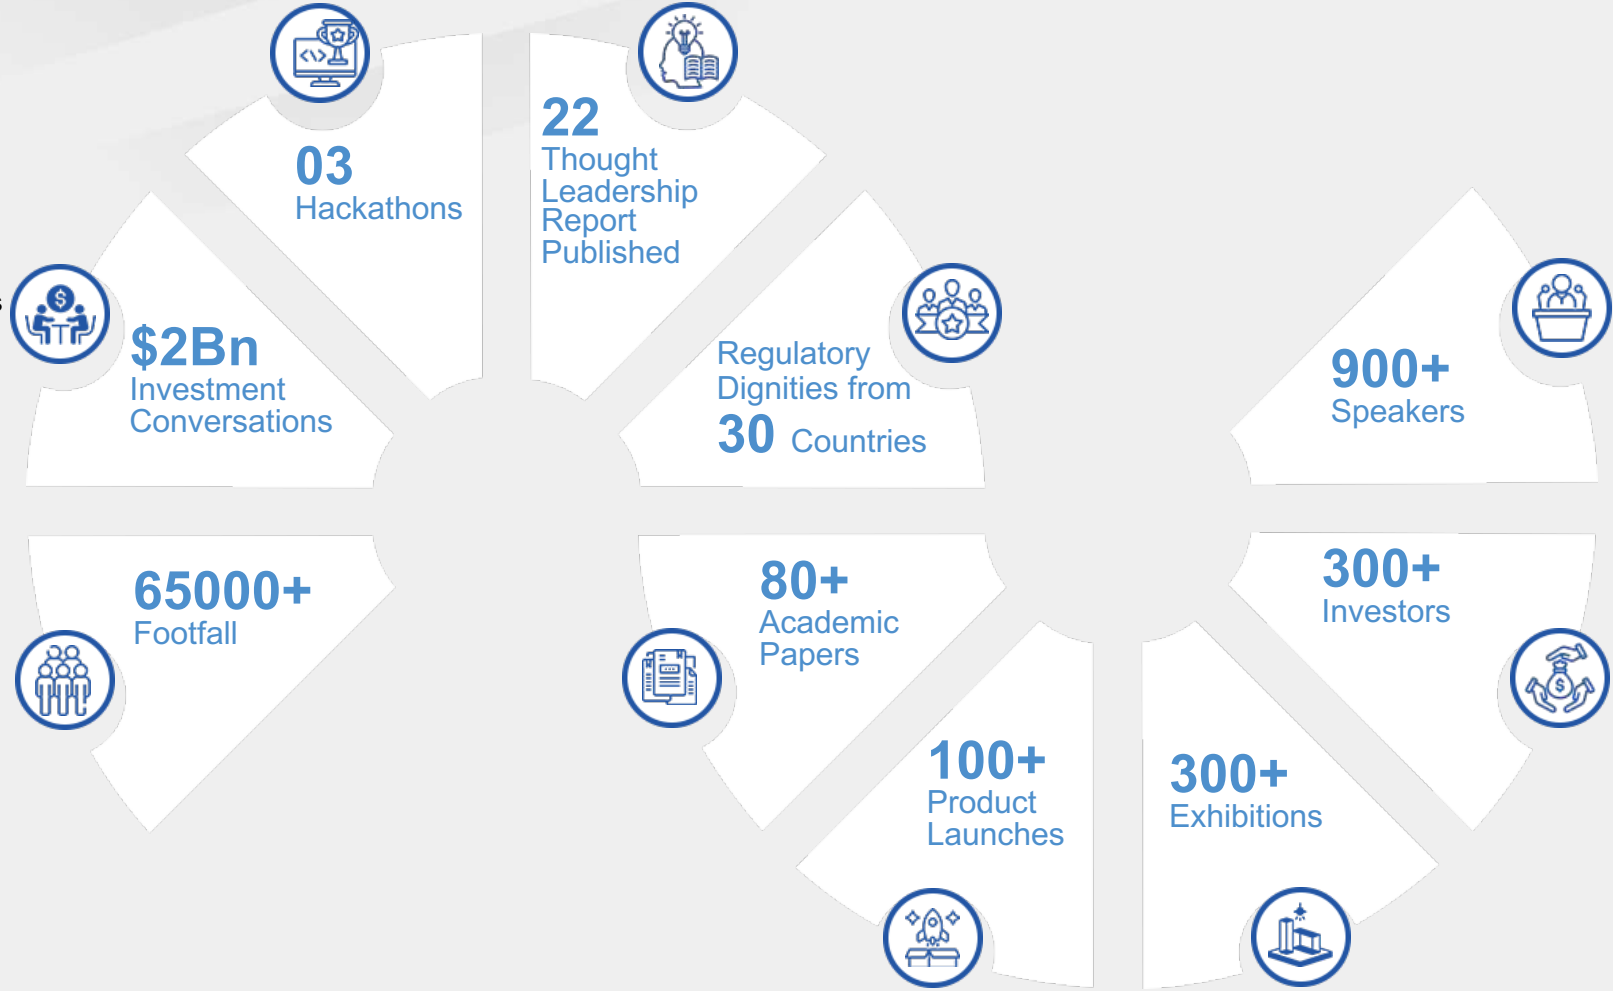 03
Hackathons
22
Thought
Leadership
Report
Published
$2Bn
Investment
Conversations
Regulatory
Dignities from
30 Countries
900+
Speakers
65000+
Footfall
80+
Academic
Papers
300+
Investors
100+
Product
Launches
300+
Exhibitions